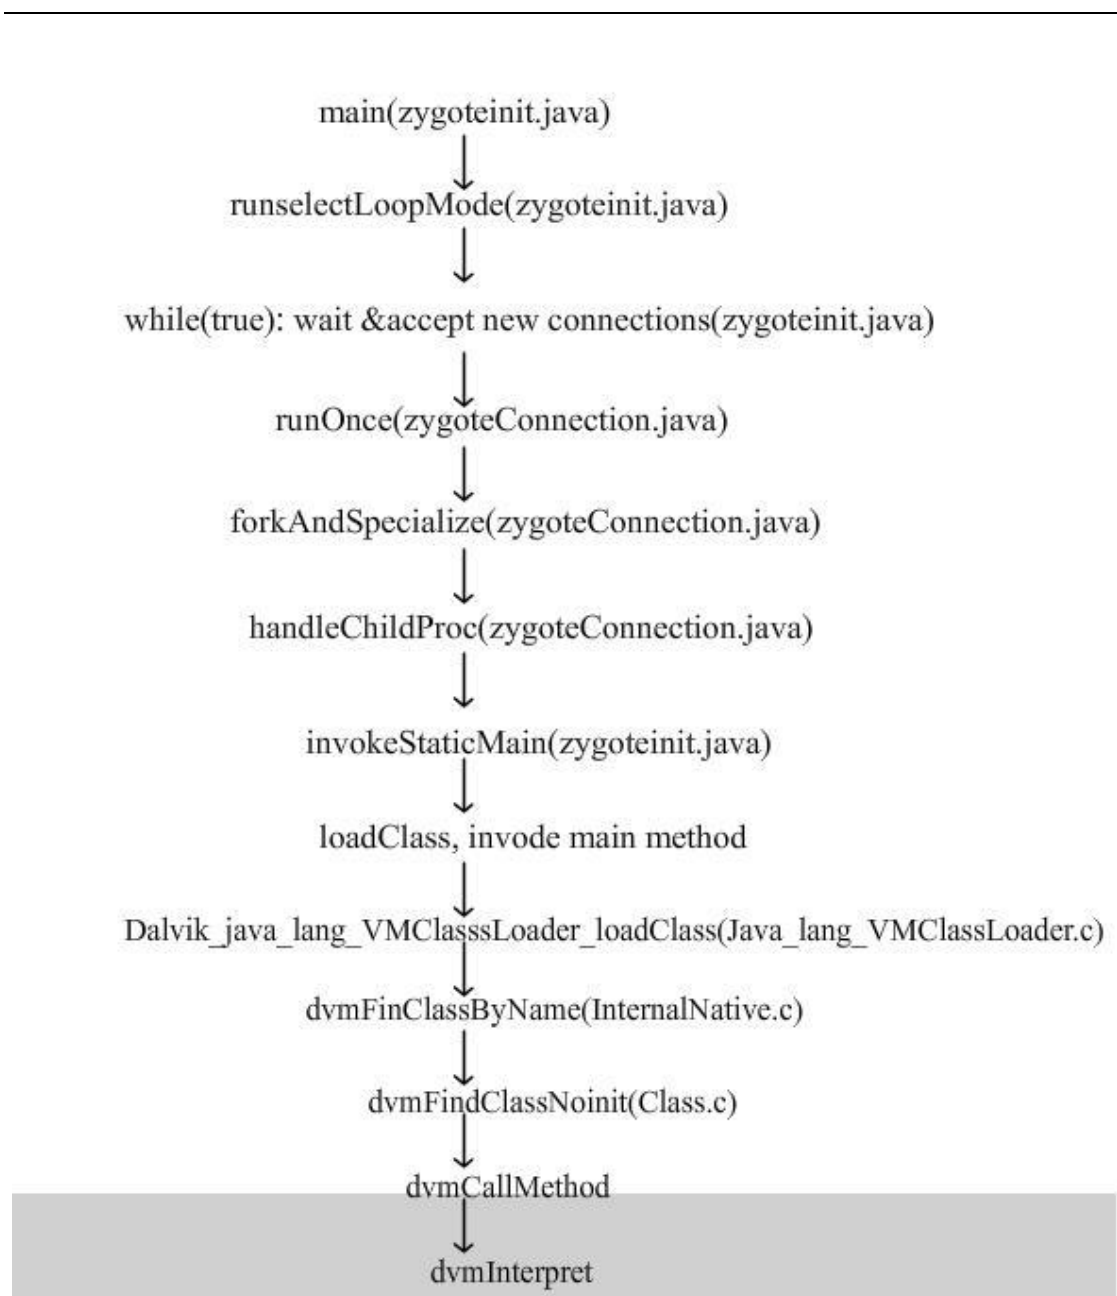 main(zygoteinit.java)
runselectLoopMode(zygoteinit.java)
while(true): wait &accept new connections(zygoteinit.java)
runOnce(zygoteConnection.java)
forkAndSpecialize(zygoteConnection.java)
handleChildProc(zygoteConnection.java)
invokeStaticMain(zygoteinit.java)
loadClass, invode main method
Dalvik_java_lang_VMClasssLoader_loadClass(Java_lang_VMClassLoader.c)
dvmFinClassByName(InternalNative.c)
dvmFindClassNoinit(Class.c)
dvmCallMethod
dvmInterpret